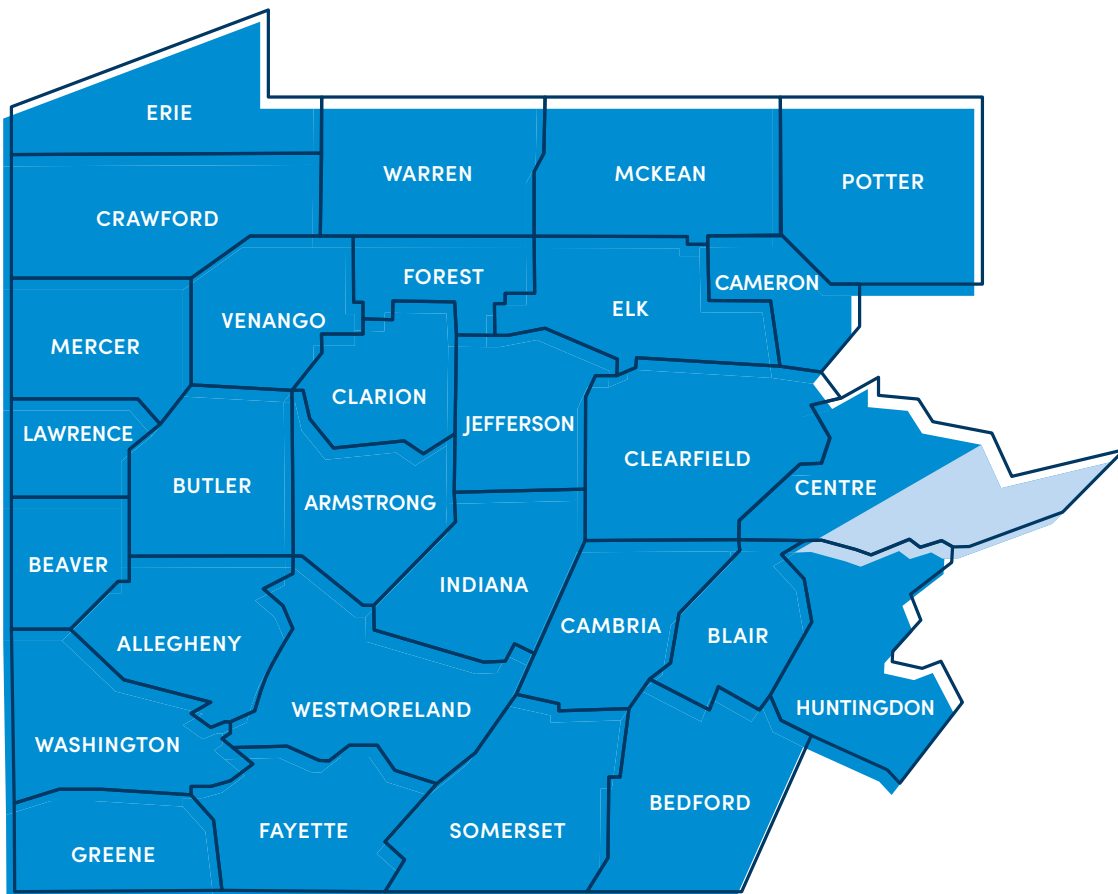 ERIE
WARREN
MCKEAN
POTTER
CRAWFORD
FOREST
CAMERON
VENANGO
ELK
MERCER
CLARION
JEFFERSON
LAWRENCE
CLEARFIELD
BUTLER
CENTRE
ARMSTRONG
BEAVER
INDIANA
CAMBRIA
BLAIR
ALLEGHENY
WESTMORELAND
HUNTINGDON
WASHINGTON
BEDFORD
FAYETTE
SOMERSET
GREENE